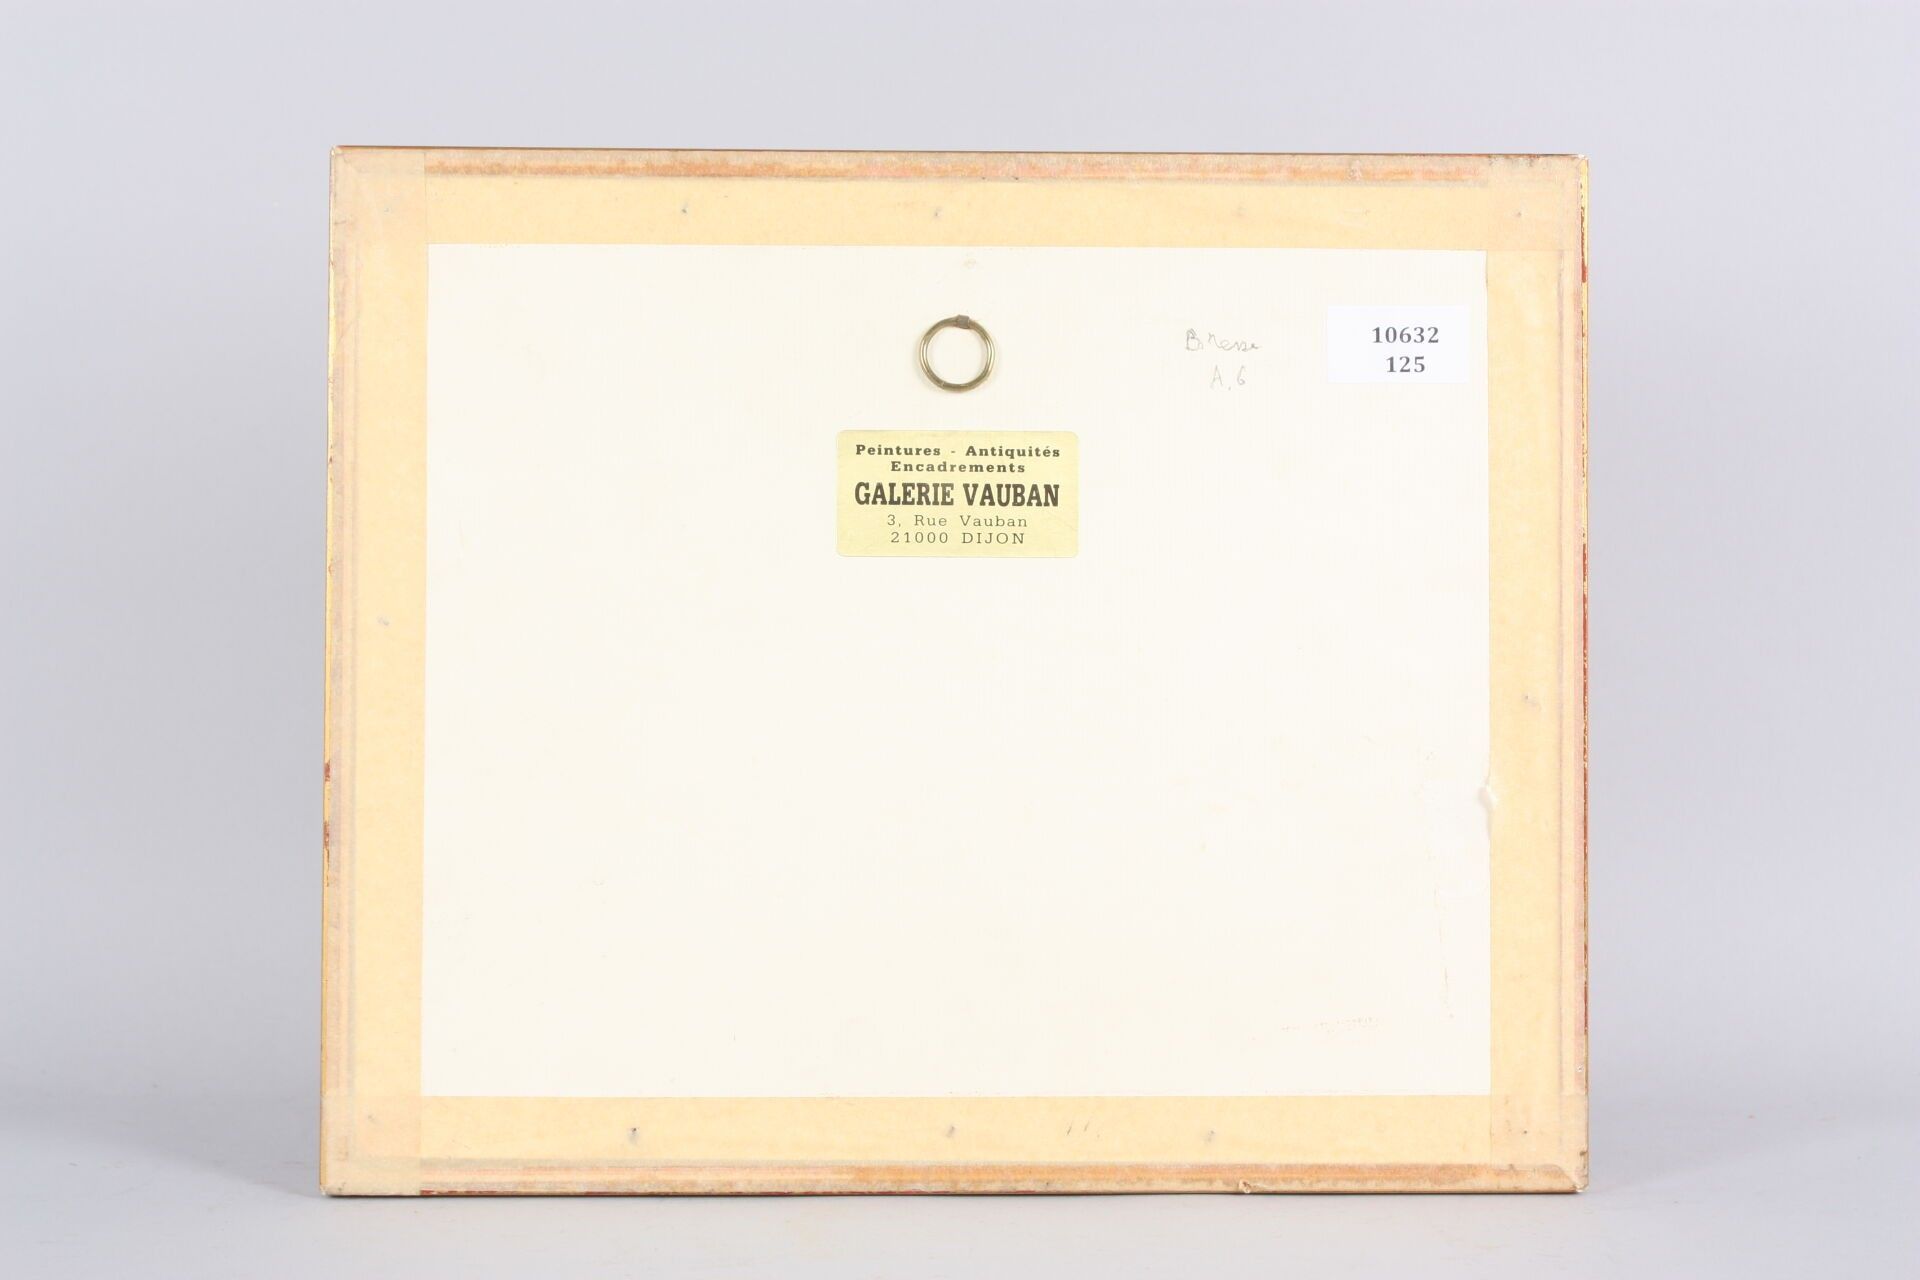 10632
125
A.6
Peintures - Antiquités
Encadrements
GALERIE VAUBAN
3, Rue Vauban
21000 DIJON